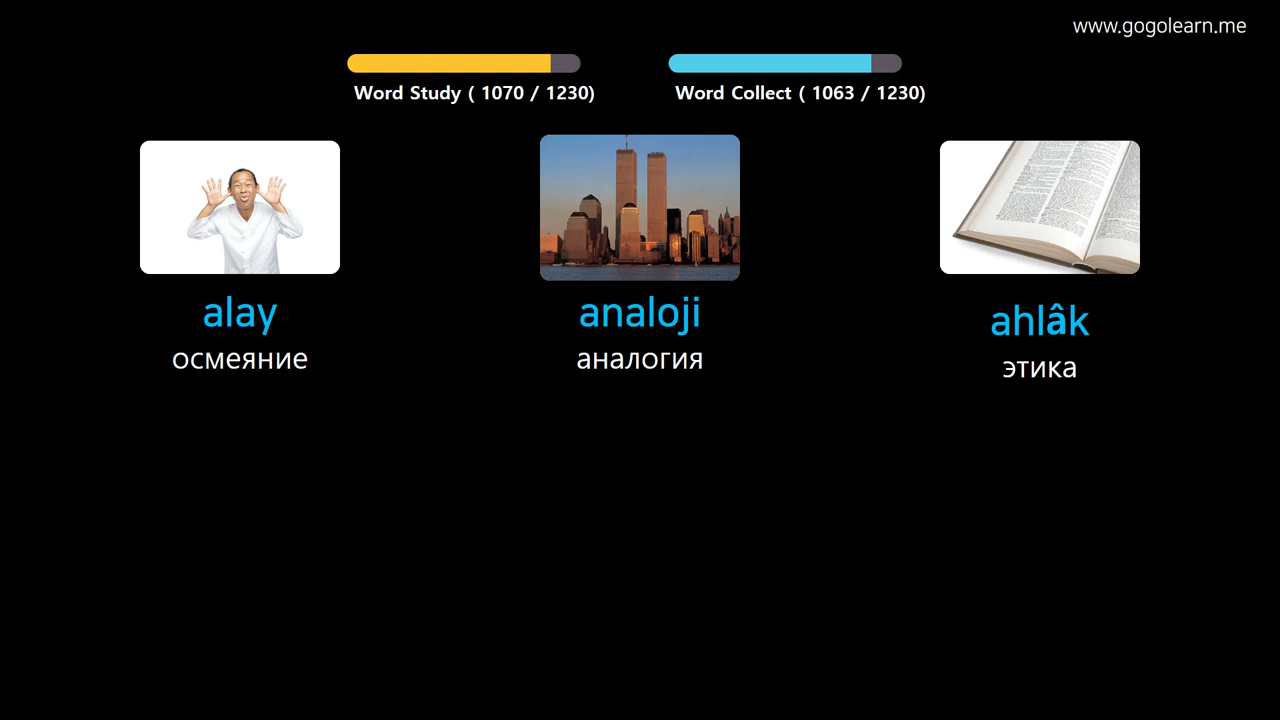 www.gogolearn.me
Word Study ( 1070 / 1230)
Word Collect ( 1063 / 1230)
alay
осмеяние
analoji
аналогия
ahlâk
этика